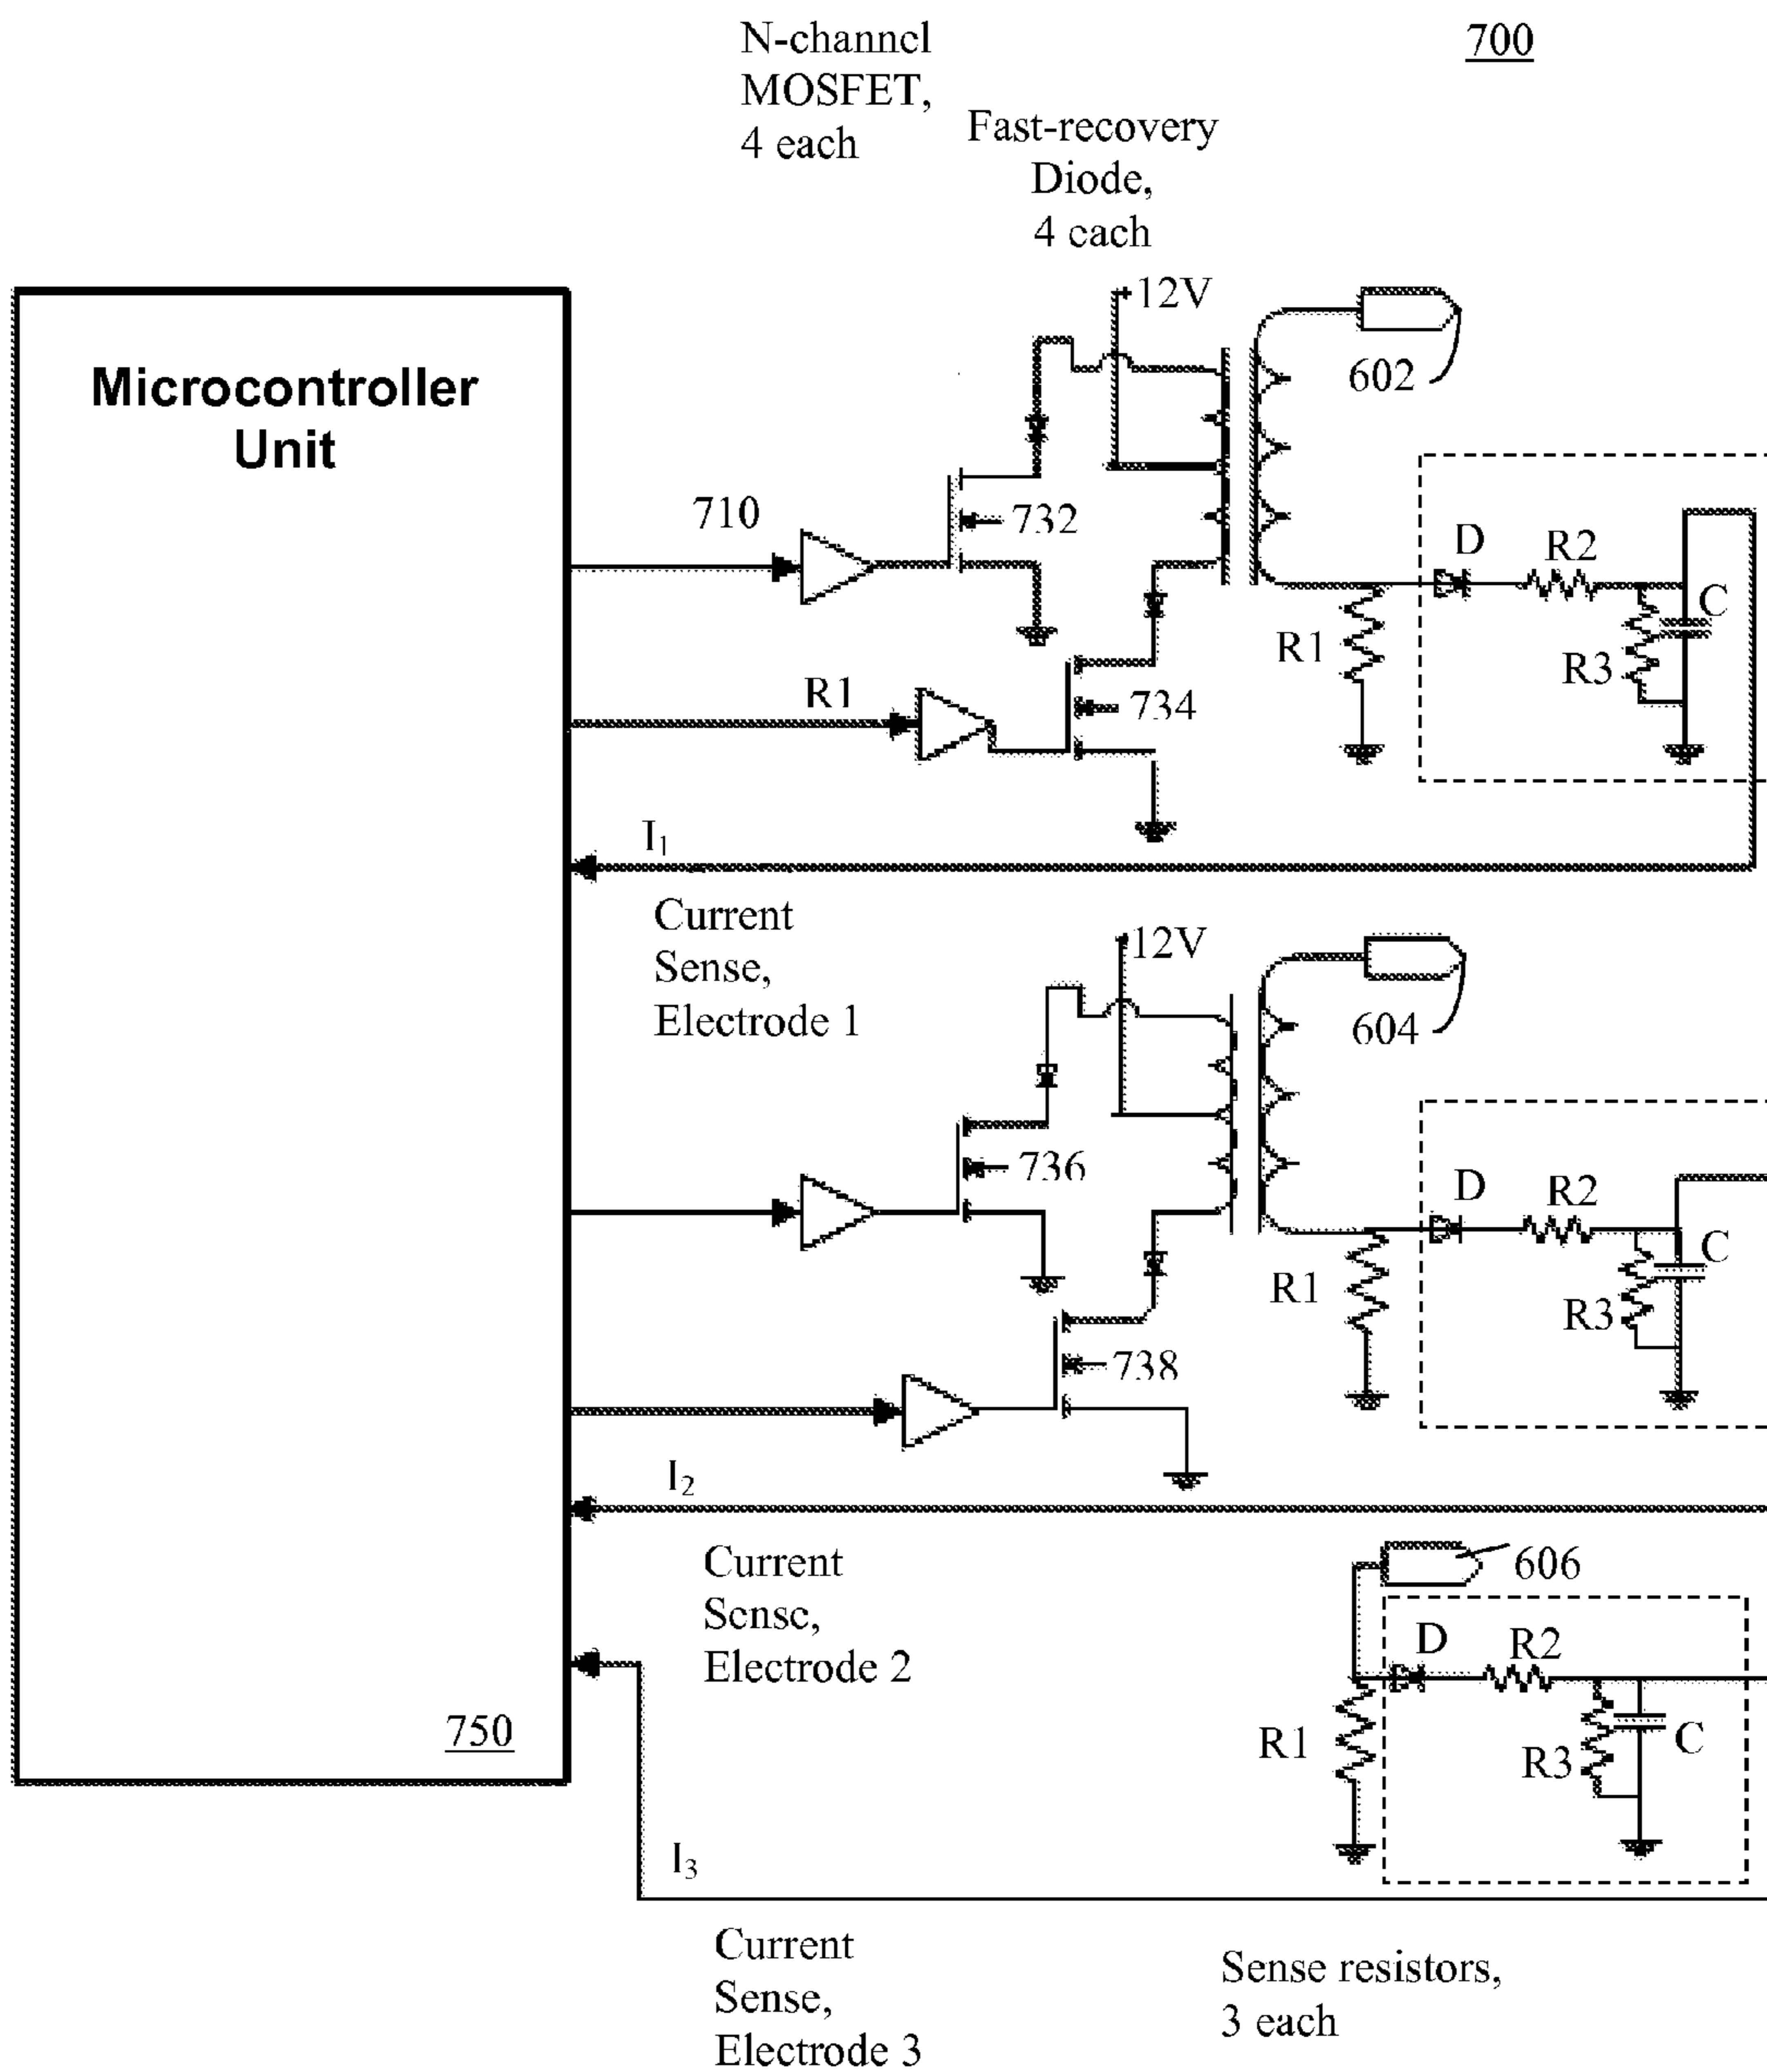 700
N-channel
MOSFET,
4 each
Fast-recovery
Diode,
4 each
Microcontroller
Unit
12V
602
710
732
D
R2
C
R1
R3
R1
734
I1
Current
Sense,
Electrode 1
12V
604
736
D
R2
C
R1
R3
738
I2
Current
Sense,
Electrode 2
606
D
R2
R1
R3
C
750
I3
Current
Sense,
Electrode 3
Sense resistors,
3 each